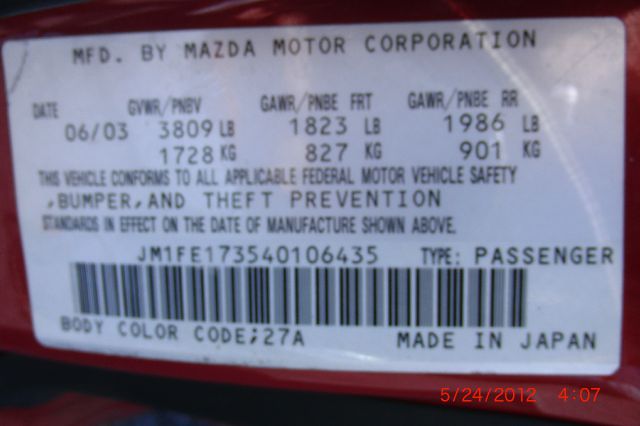 MFD. BY MAZDA MOTOR CORPORATION
DATE GVWR/PNBV GAWR/PNBE FRT GAWR/PNBE RR
06/03 3809 LB 1823 LB 1986 LB
1728 KG 827 KG 901 KG
THIS VEHICLE CONFORMS TO ALL APPLICABLE FEDERAL MOTOR VEHICLE SAFETY
,BUMPER,AND THEFT PREVENTION
STANDARDS IN EFFECT ON THE DATE OF MANUFACTURE SHOWN ABOVE.
JM1FE173540106435 TYPE: PASSENGER
BODY COLOR CODE;27A MADE IN JAPAN
5/24/2012 4:07